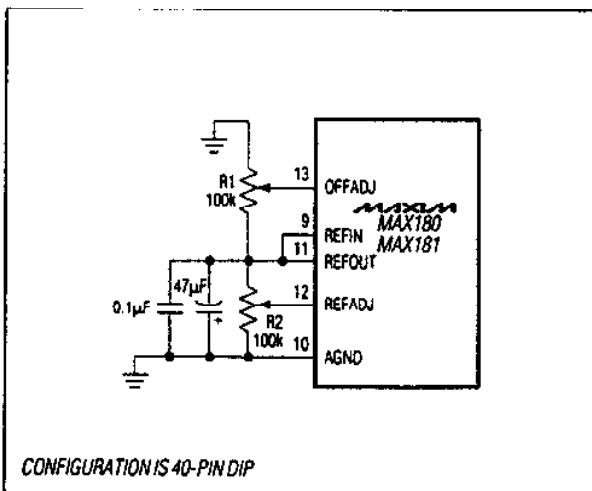 R1
100k
13
OFFADJ
MAXIM
MAX180
MAX181
9
REFIN
11
REFOUT
47µF
0.1µF
+
12
REFADJ
R2
100k
10
AGND
CONFIGURATION IS 40-PIN DIP